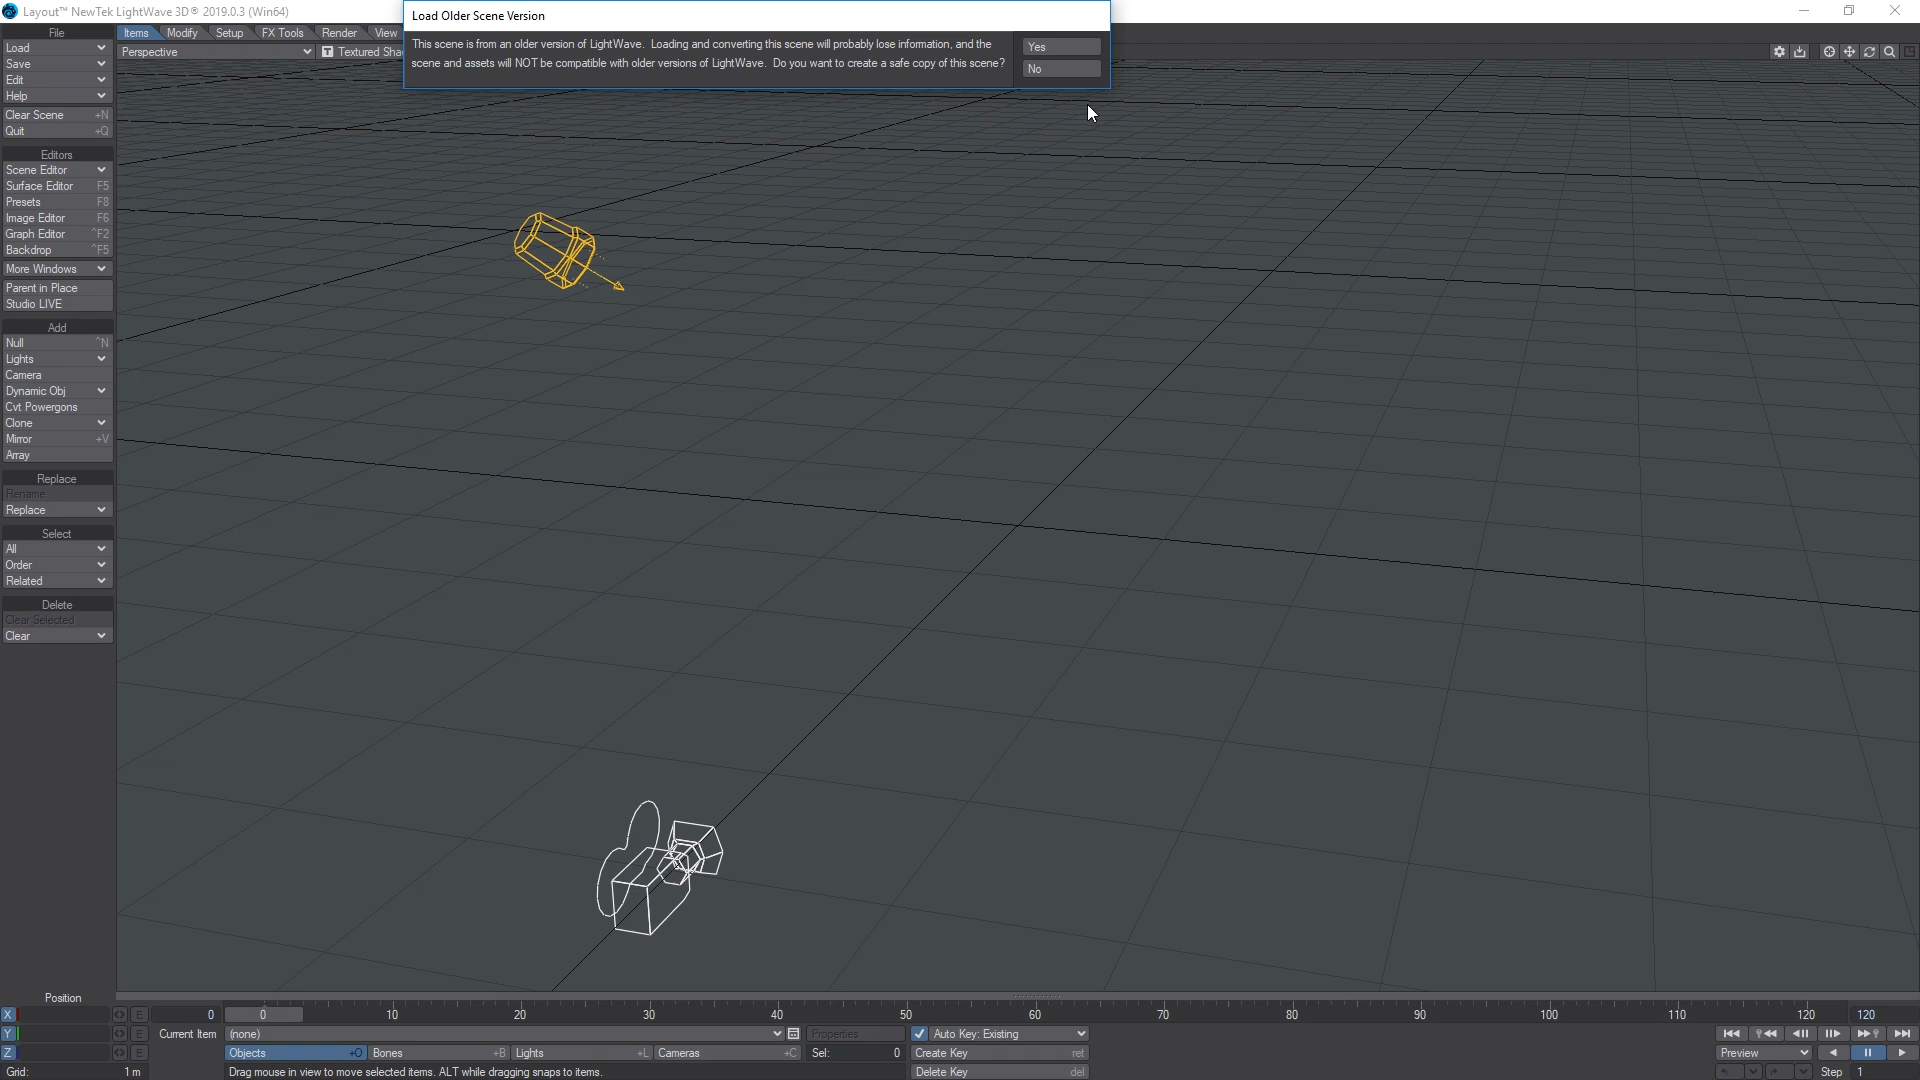 Layout™ NewTek LightWave 3D® 2019.0.3 (Win64)
Load Older Scene Version
This scene is from an older version of LightWave. Loading and converting this scene will probably lose information, and the
scene and assets will NOT be compatible with older versions of LightWave. Do you want to create a safe copy of this scene?
Yes
No
Items Modify Setup FX Tools Render View
Perspective
T Textured Sha
File
Load
Save
Edit
Help
Clear Scene +N
Quit +Q
Editors
Scene Editor
Surface Editor F5
Presets F8
Image Editor F6
Graph Editor ^F2
Backdrop ^F5
More Windows
Parent in Place
Studio LIVE
Add
Null ^N
Lights
Camera
Dynamic Obj
Cvt Powergons
Clone
Mirror +V
Array
Replace
Rename
Replace
Select
All
Order
Related
Delete
Clear Selected
Clear
Position
X E 0 0 10 20 30 40 50 60 70 80 90 100 110 120 120
Y E Current Item (none) Properties Auto Key: Existing
Z E Objects +O Bones +B Lights +L Cameras +C Sel: 0 Create Key ret Preview
Grid: 1 m Drag mouse in view to move selected items. ALT while dragging snaps to items. Delete Key del Step 1